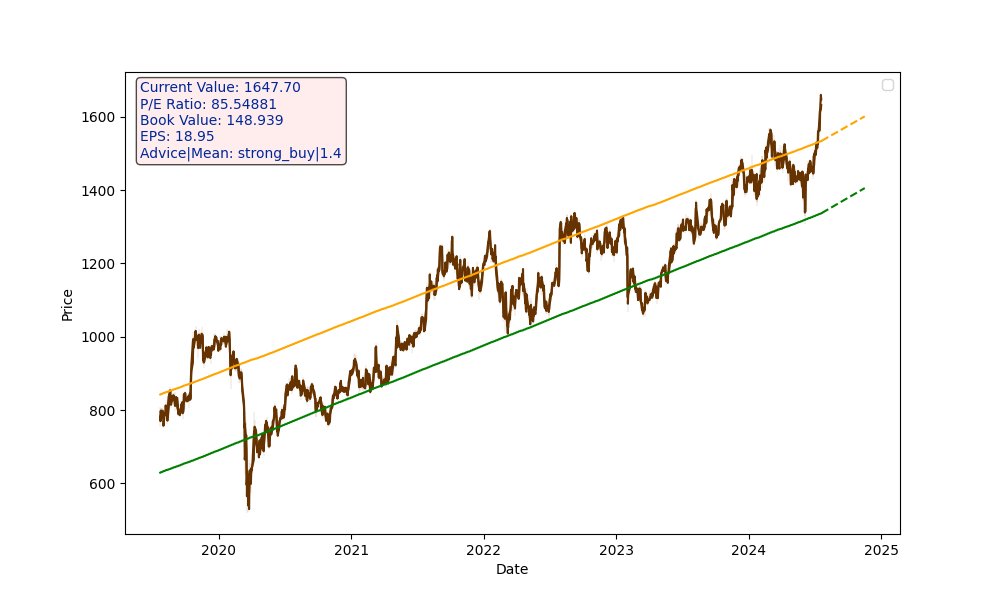 Current Value: 1647.70
P/E Ratio: 85.54881
Book Value: 148.939
EPS: 18.95
Advice|Mean: strong_buy|1.4
Price
1600
1400
1200
1000
800
600
2020
2021
2022
2023
2024
2025
Date